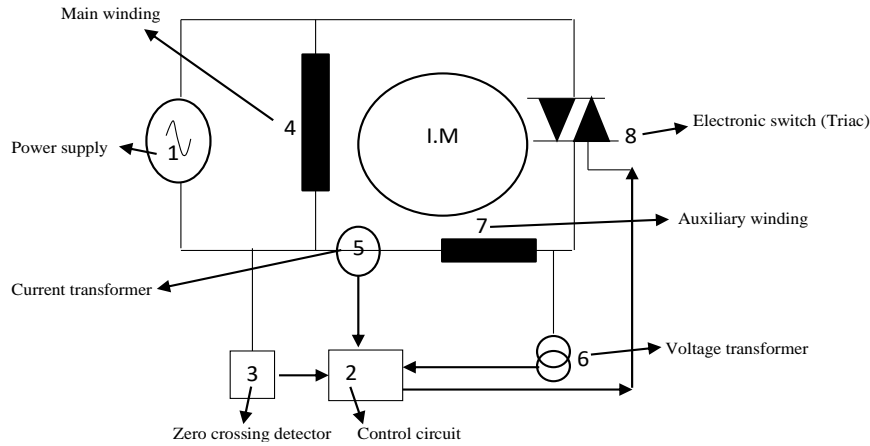 Main winding
4
I.M
8
Electronic switch (Triac)
Power supply
1
7
Auxiliary winding
5
Current transformer
6
Voltage transformer
3
2
Zero crossing detector
Control circuit